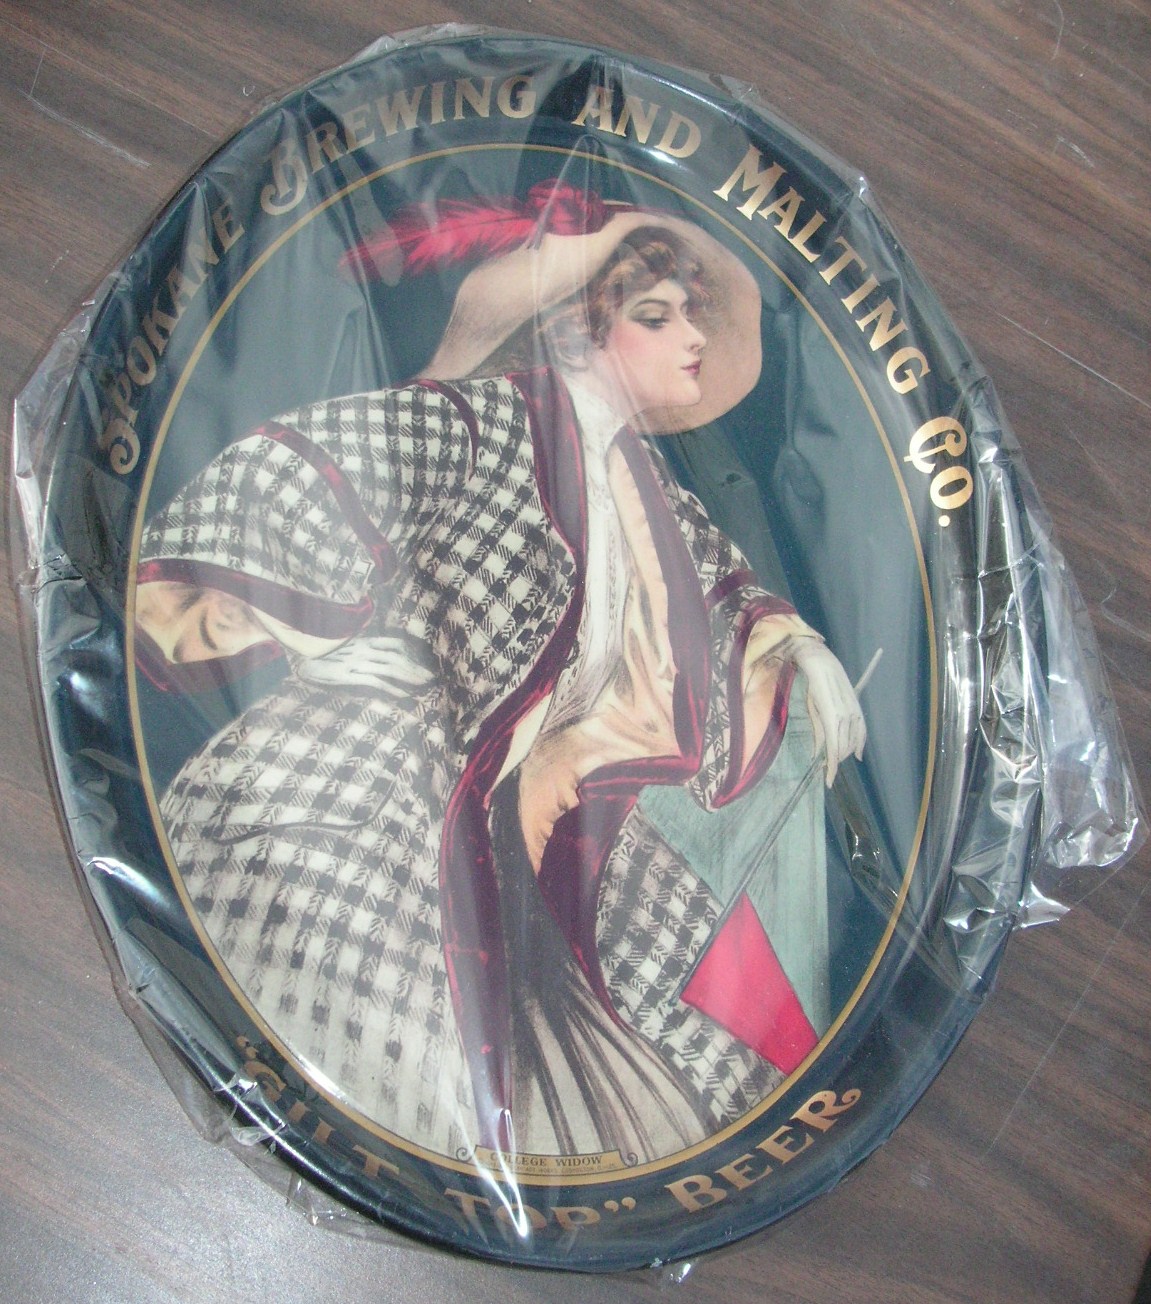 SPOKANE BREWING AND MALTING CO.
COLLEGE WIDOW
"GILT TOP" BEER